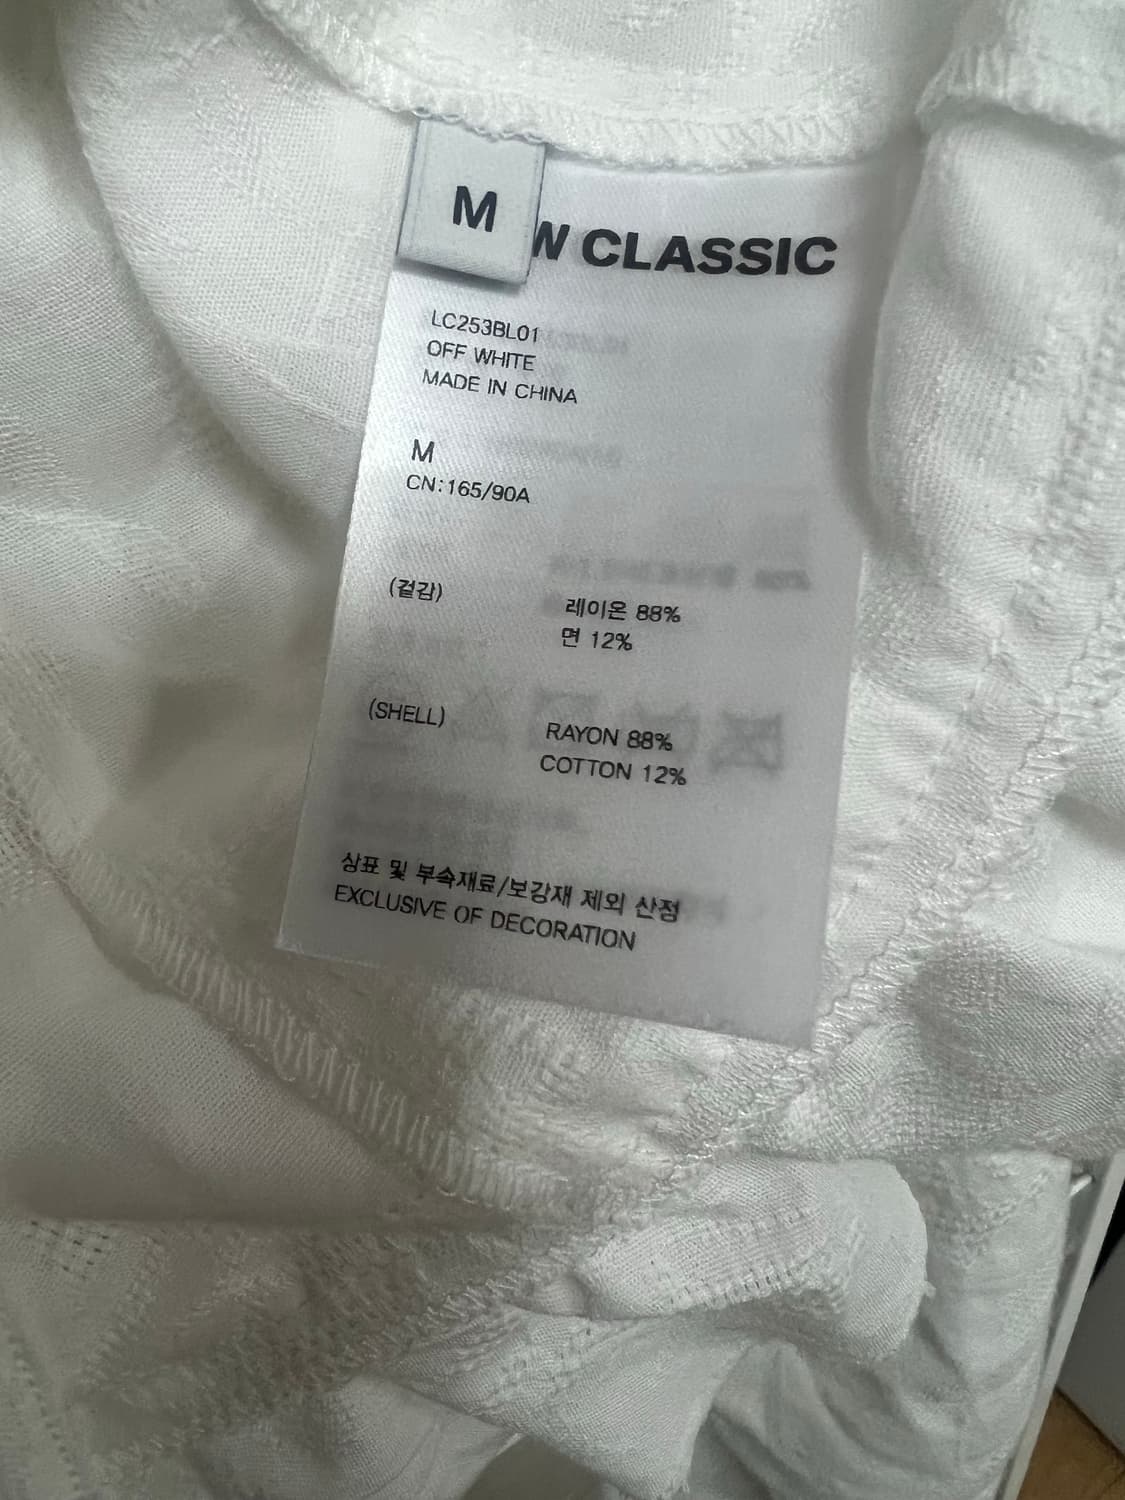 M
W CLASSIC
LC253BL01
OFF WHITE
MADE IN CHINA
M
CN:165/90A
(겉감) 레이온 88%
면 12%
(SHELL) RAYON 88%
COTTON 12%
상표 및 부속재료/보강재 제외 산정
EXCLUSIVE OF DECORATION